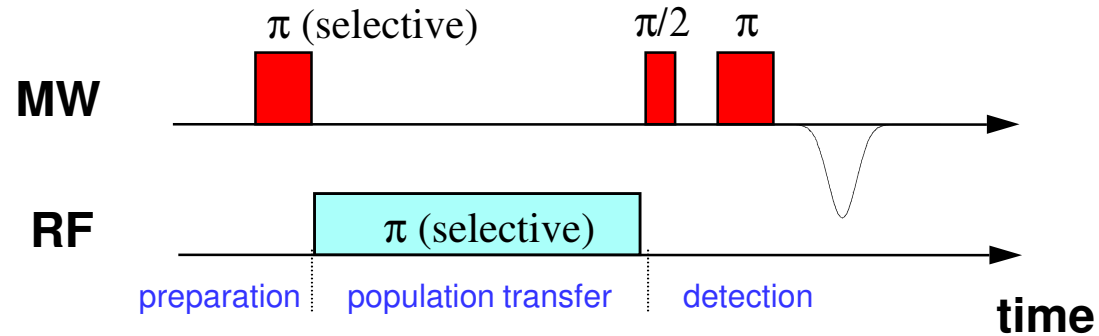 π (selective) π/2 π
MW
RF
π (selective)
preparation population transfer detection
time